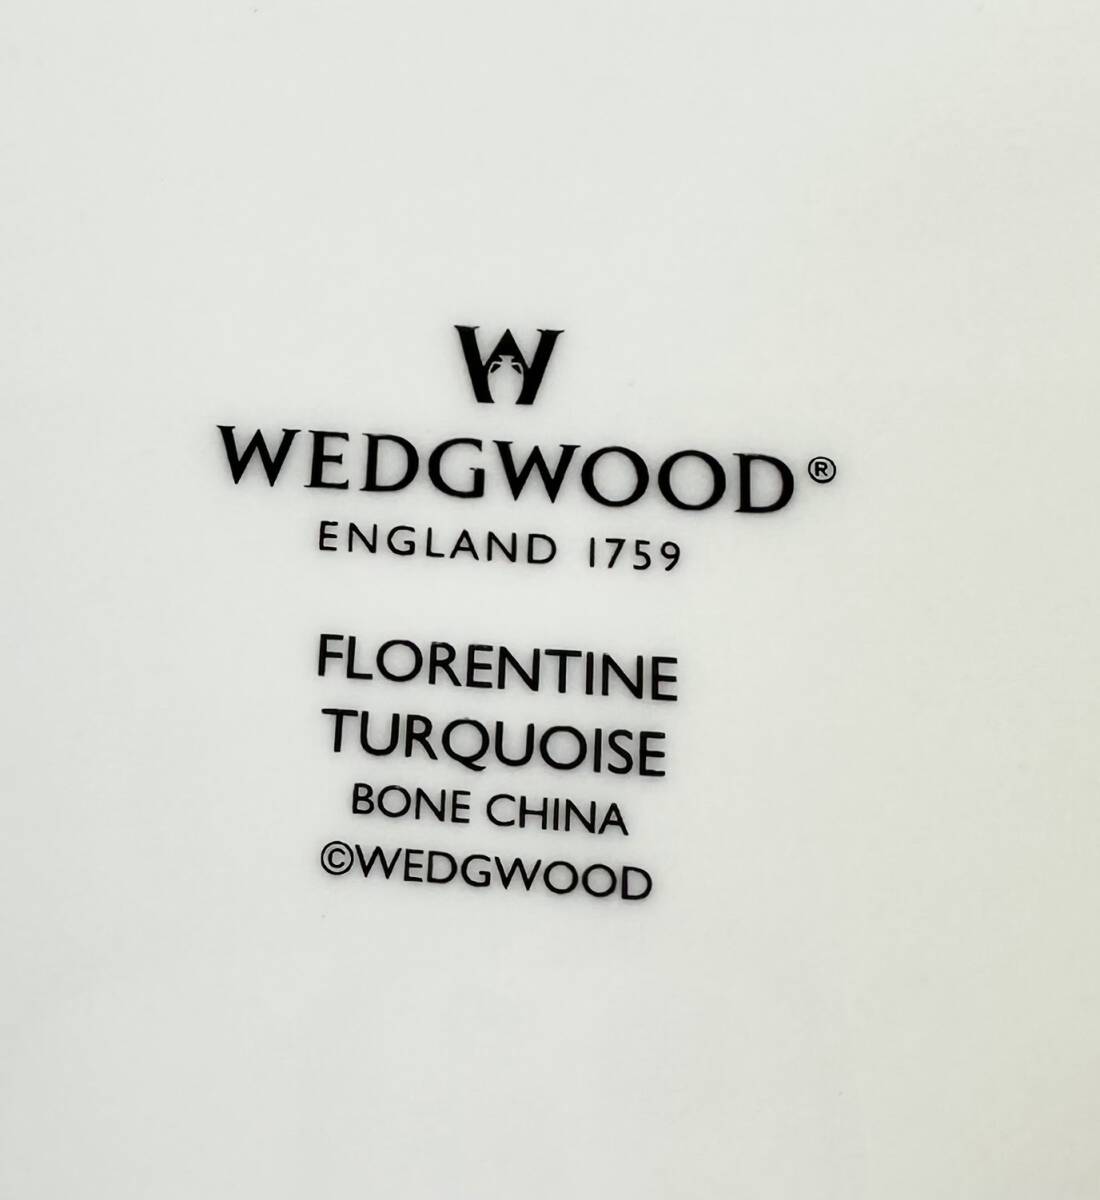 W
WEDGWOOD®
ENGLAND 1759
FLORENTINE
TURQUOISE
BONE CHINA
©WEDGWOOD